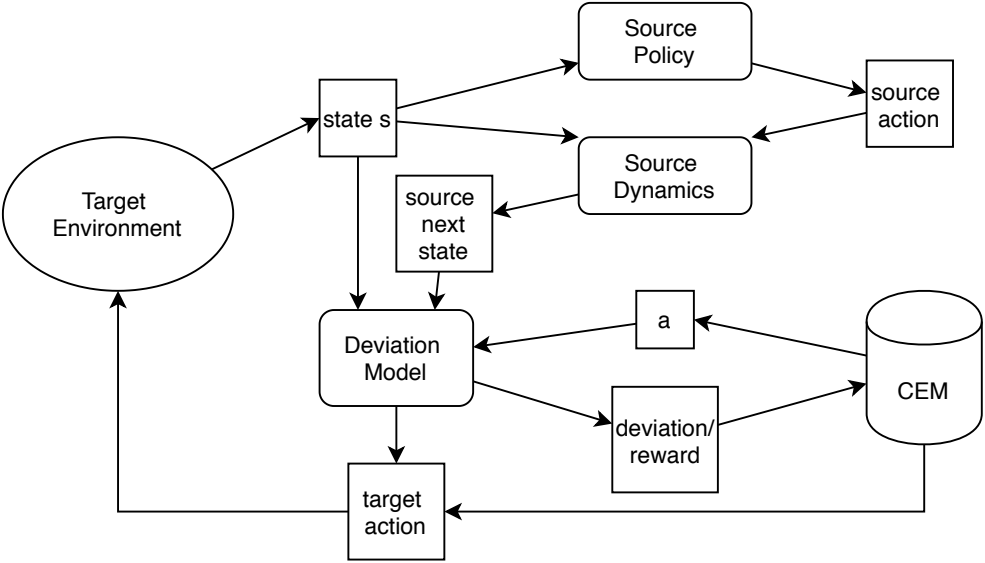 Source
Policy
state s
source
action
Source
Dynamics
Target
Environment
source
next
state
a
Deviation
Model
CEM
deviation/
reward
target
action